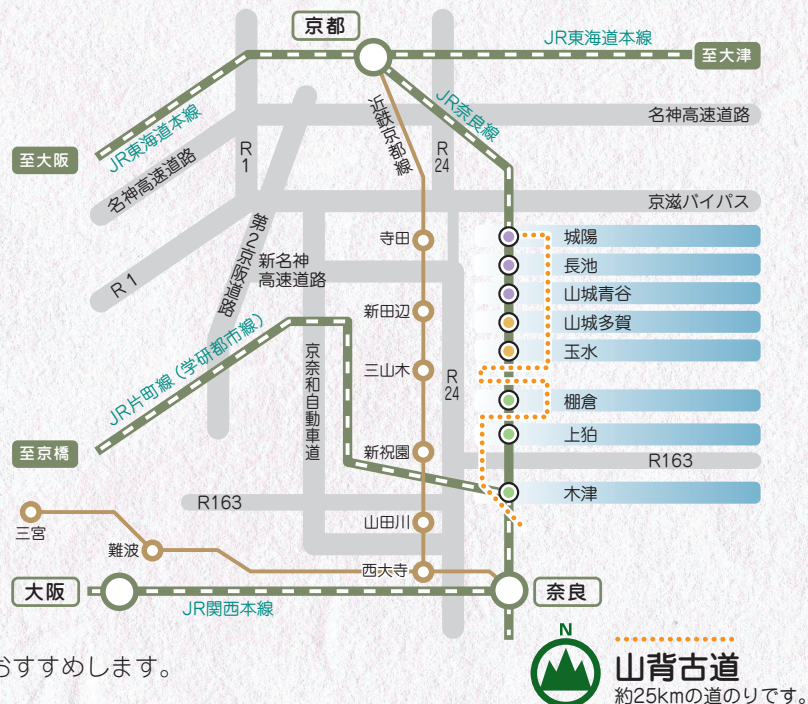 京都
JR東海道本線
至大津
JR東海道本線
至大阪
名神高速道路
近鉄京都線
JR奈良線
名神高速道路
R1
R24
京滋バイパス
R1
第2京阪道路
新名神
高速道路
寺田
城陽
長池
山城青谷
新田辺
山城多賀
玉水
JR片町線(学研都市線)
京奈和自動車道
三山木
R24
棚倉
上狛
新祝園
至京橋
R163
木津
R163
山田川
三宮
難波
西大寺
大阪
JR関西本線
奈良
おすすめします。
N
山背古道
約25kmの道のりです。